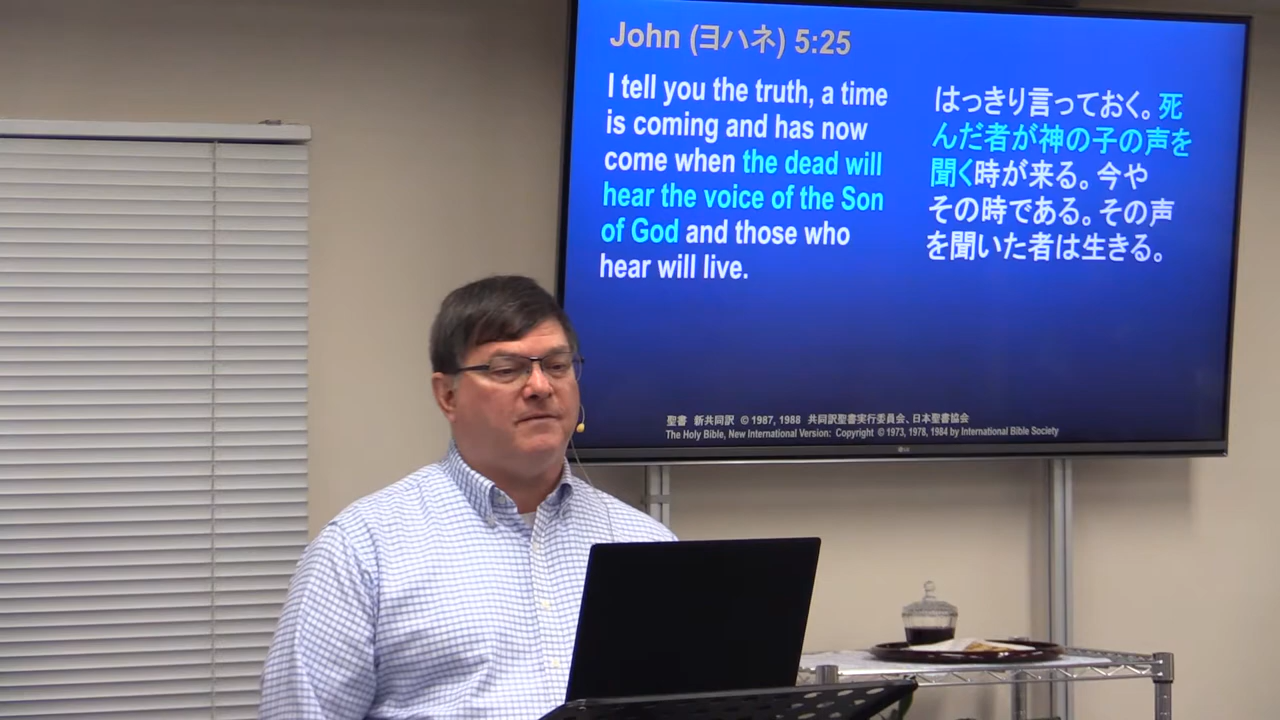 John (ヨハネ) 5:25
I tell you the truth, a time
is coming and has now
come when the dead will
hear the voice of the Son
of God and those who
hear will live.
はっきり言っておく。死
んだ者が神の子の声を
聞く時が来る。今や
その時である。その声
を聞いた者は生きる。
聖書 新共同訳 © 1987, 1988 共同訳聖書実行委員会、日本聖書協会
The Holy Bible, New International Version: Copyright © 1973, 1978, 1984 by International Bible Society
LG